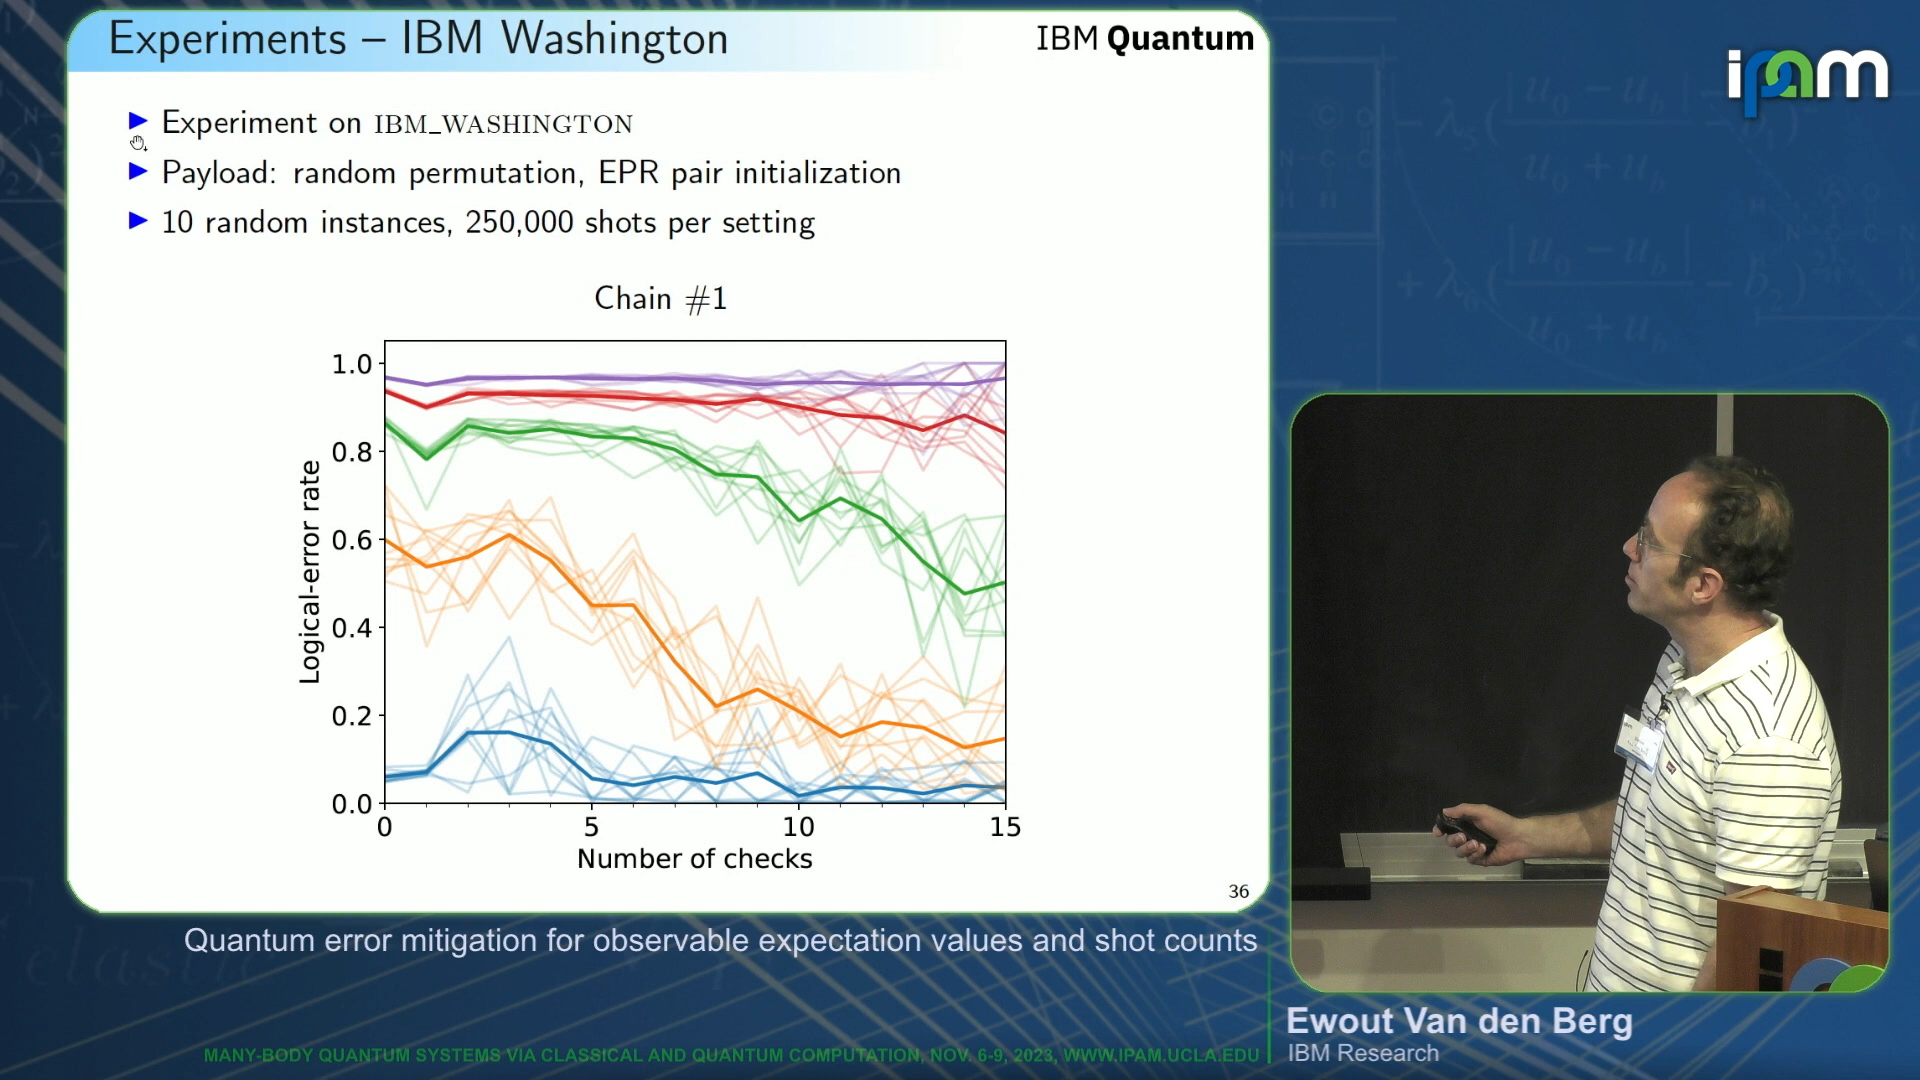 Experiments – IBM Washington
IBM Quantum
Experiment on IBM_WASHINGTON
Payload: random permutation, EPR pair initialization
10 random instances, 250,000 shots per setting
Chain #1
1.0
0.8
0.6
0.4
0.2
0.0
Logical-error rate
0 5 10 15
Number of checks
36
ipam
Quantum error mitigation for observable expectation values and shot counts
Ewout Van den Berg
IBM Research
MANY-BODY QUANTUM SYSTEMS VIA CLASSICAL AND QUANTUM COMPUTATION, NOV. 6-9, 2023, WWW.IPAM.UCLA.EDU